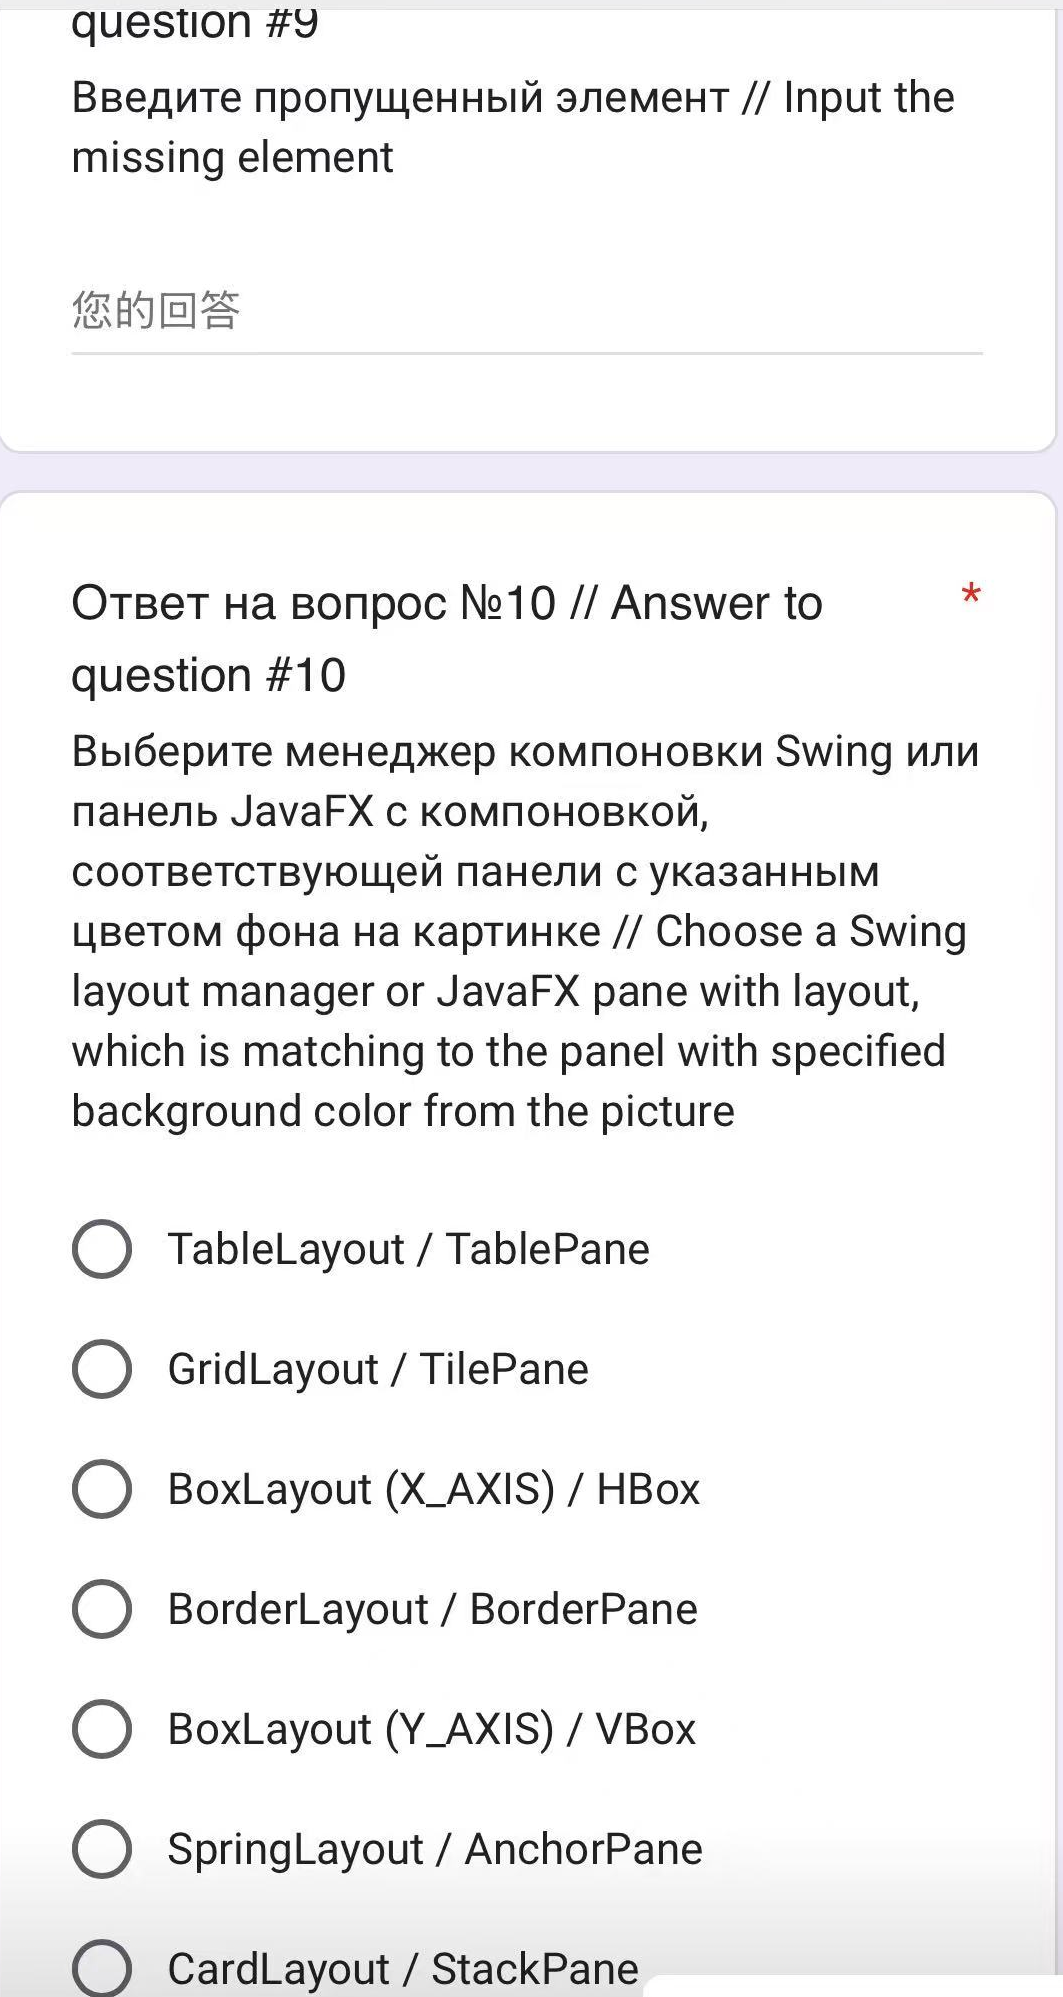 question #9
Введите пропущенный элемент // Input the
missing element
您的回答
Ответ на вопрос №10 // Answer to *
question #10
Выберите менеджер компоновки Swing или
панель JavaFX с компоновкой,
соответствующей панели с указанным
цветом фона на картинке // Choose a Swing
layout manager or JavaFX pane with layout,
which is matching to the panel with specified
background color from the picture
TableLayout / TablePane
GridLayout / TilePane
BoxLayout (X_AXIS) / HBox
BorderLayout / BorderPane
BoxLayout (Y_AXIS) / VBox
SpringLayout / AnchorPane
CardLayout / StackPane